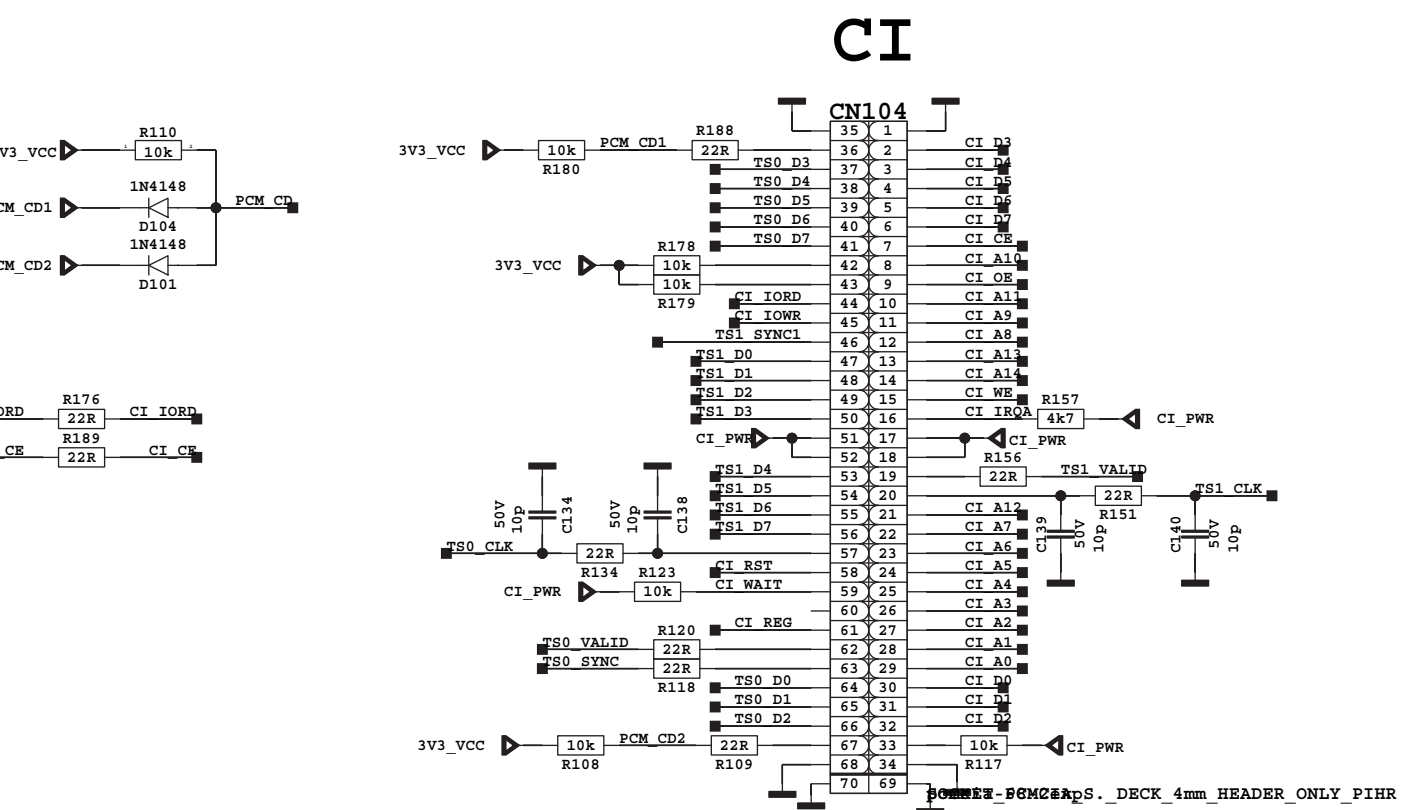 CI
CN104
R110
V3_VCC
10k
1N4148
CM_CD1
D104
PCM_CD
1N4148
CM_CD2
D101
R176
ORD
22R
CI_IORD
R189
_CE
22R
CI_CE
3V3_VCC
10k
R180
PCM_CD1
R188
22R
35 1
36 2 CI_D3
TS0_D3 37 3 CI_D4
TS0_D4 38 4 CI_D5
TS0_D5 39 5 CI_D6
TS0_D6 40 6 CI_D7
TS0_D7 41 7 CI_CE
3V3_VCC R178 10k 42 8 CI_A10
10k R179 43 9 CI_OE
CI_IORD 44 10 CI_A11
CI_IOWR 45 11 CI_A9
TS1_SYNC1 46 12 CI_A8
TS1_D0 47 13 CI_A13
TS1_D1 48 14 CI_A14
TS1_D2 49 15 CI_WE
TS1_D3 50 16 CI_IRQA R157 4k7 CI_PWR
CI_PWR 51 17 CI_PWR
52 18
TS1_D4 53 19 R156 22R TS1_VALID
TS1_D5 54 20 22R R151 TS1_CLK
TS1_D6 55 21 CI_A12
TS1_D7 56 22 CI_A7
50V 10p C134
50V 10p C138
C139 50V 10p
C140 50V 10p
TS0_CLK 22R R134 57 23 CI_A6
CI_RST 58 24 CI_A5
CI_PWR R123 10k CI_WAIT 59 25 CI_A4
60 26 CI_A3
CI_REG 61 27 CI_A2
TS0_VALID R120 22R 62 28 CI_A1
TS0_SYNC 22R R118 63 29 CI_A0
TS0_D0 64 30 CI_D0
TS0_D1 65 31 CI_D1
TS0_D2 66 32 CI_D2
3V3_VCC 10k R108 PCM_CD2 22R R109 67 33 10k R117 CI_PWR
68 34
70 69
S._DECK_4mm_HEADER_ONLY_PIHR